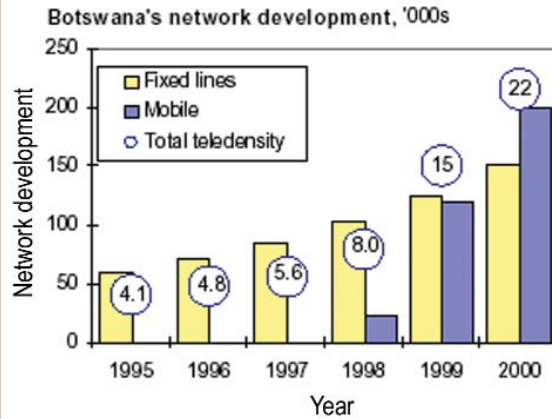 Botswana's network development, '000s
250
200
150
100
50
0
Network development
Fixed lines
Mobile
Total teledensity
4.1
4.8
5.6
8.0
15
22
1995 1996 1997 1998 1999 2000
Year